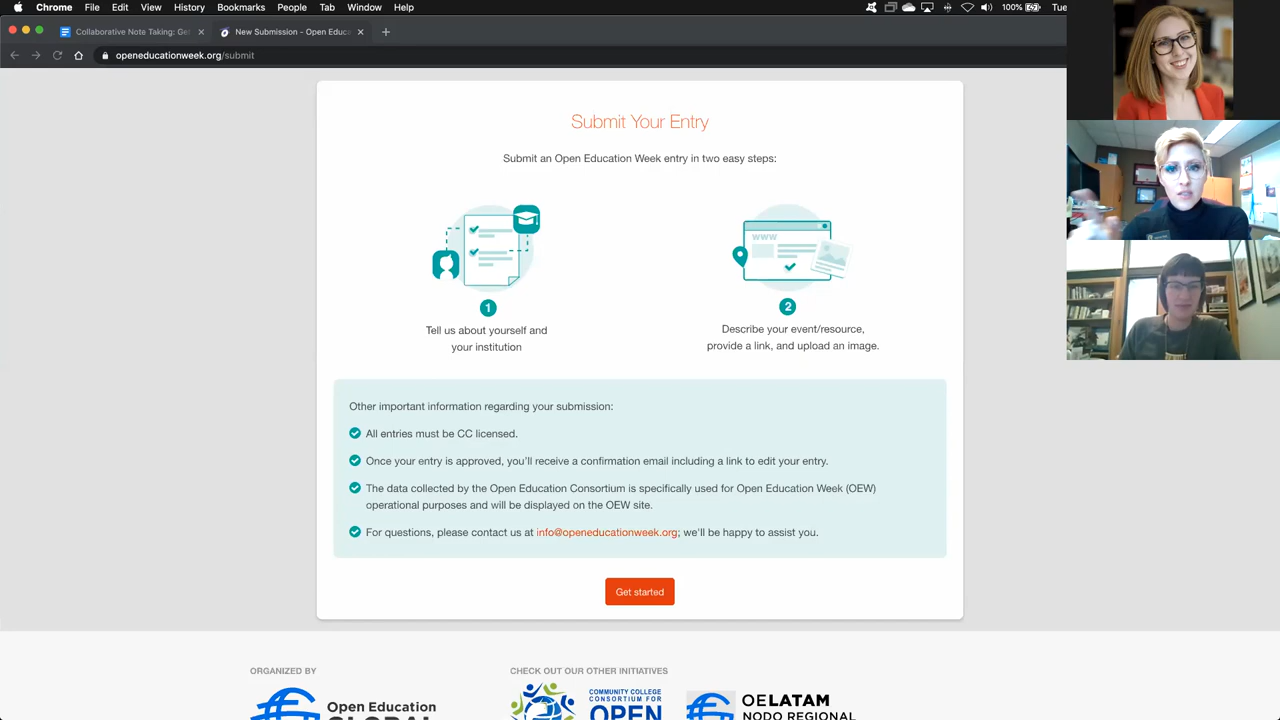 Chrome File Edit View History Bookmarks People Tab Window Help 100% Tue
Collaborative Note Taking: Ge
New Submission - Open Educa
openeducationweek.org/submit
Submit Your Entry
Submit an Open Education Week entry in two easy steps:
WWW
1
2
Tell us about yourself and
your institution
Describe your event/resource,
provide a link, and upload an image.
Other important information regarding your submission:
All entries must be CC licensed.
Once your entry is approved, you'll receive a confirmation email including a link to edit your entry.
The data collected by the Open Education Consortium is specifically used for Open Education Week (OEW)
operational purposes and will be displayed on the OEW site.
For questions, please contact us at info@openeducationweek.org; we'll be happy to assist you.
Get started
ORGANIZED BY
CHECK OUT OUR OTHER INITIATIVES
Open Education
GLOBAL
COMMUNITY COLLEGE
CONSORTIUM FOR
OPEN
OELATAM
NODO REGIONAL